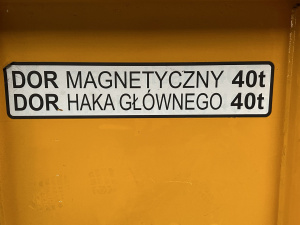 DOR MAGNETYCZNY 40t
DOR HAKA GŁÓWNEGO 40t